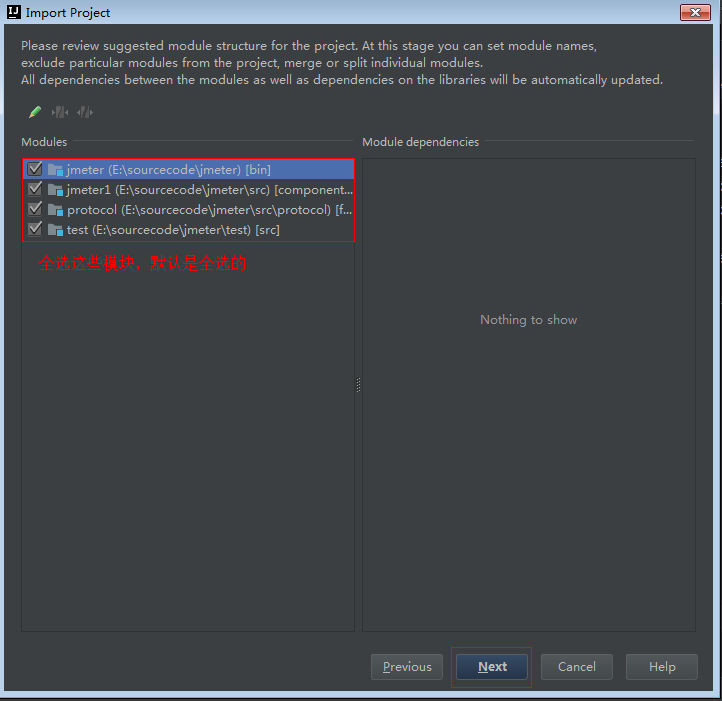 Import Project
Please review suggested module structure for the project. At this stage you can set module names,
exclude particular modules from the project, merge or split individual modules.
All dependencies between the modules as well as dependencies on the libraries will be automatically updated.
Modules
Module dependencies
jmeter (E:\sourcecode\jmeter) [bin]
jmeter1 (E:\sourcecode\jmeter\src) [component...
protocol (E:\sourcecode\jmeter\src\protocol) [f...
test (E:\sourcecode\jmeter\test) [src]
全选这些模块，默认是全选的
Nothing to show
Previous
Next
Cancel
Help